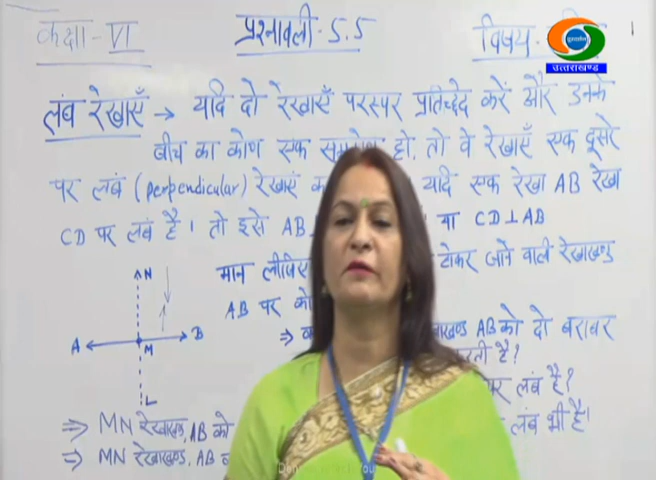 कक्षा-VI प्रश्नावली-5.5 विषय-
उत्तराखण्ड
लंब रेखाएँ → यदि दो रेखाएँ परस्पर प्रतिच्छेद करें और उनके
बीच का कोण एक हो, तो वे रेखाएँ एक दूसरे
पर लंब (perpendicular) रेखाएं यदि एक रेखा AB रेखा
CD पर लंब है। तो इसे AB या CD⊥AB
मान लीजिए होकर जाने वाली रेखाखण्ड
AB पर
⇒ AB को दो बराबर
है?
पर लंब है?
⇒ MN रेखाखण्ड, AB को लंब भी है।
⇒ MN रेखाखण्ड, AB
N
A B
M
L